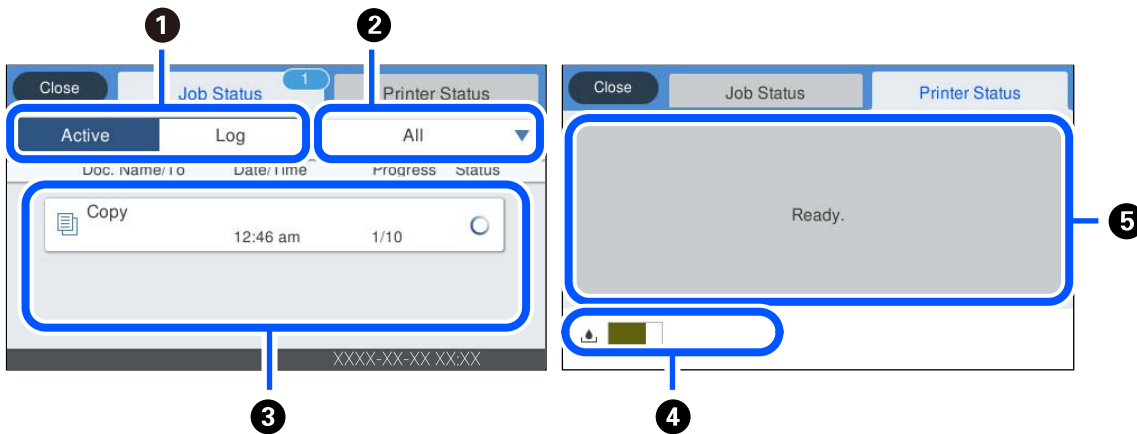 1
2
Close
Job Status
1
Printer Status
Active
Log
All
Doc. Name/To
Date/Time
Progress
Status
Copy
12:46 am
1/10
XXXX-XX-XX XX:XX
3
Close
Job Status
Printer Status
Ready.
5
4